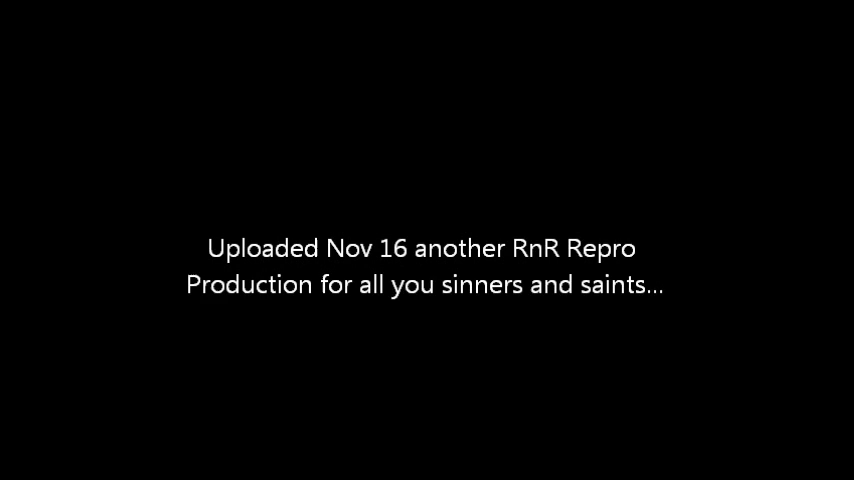 Uploaded Nov 16 another RnR Repro
Production for all you sinners and saints...